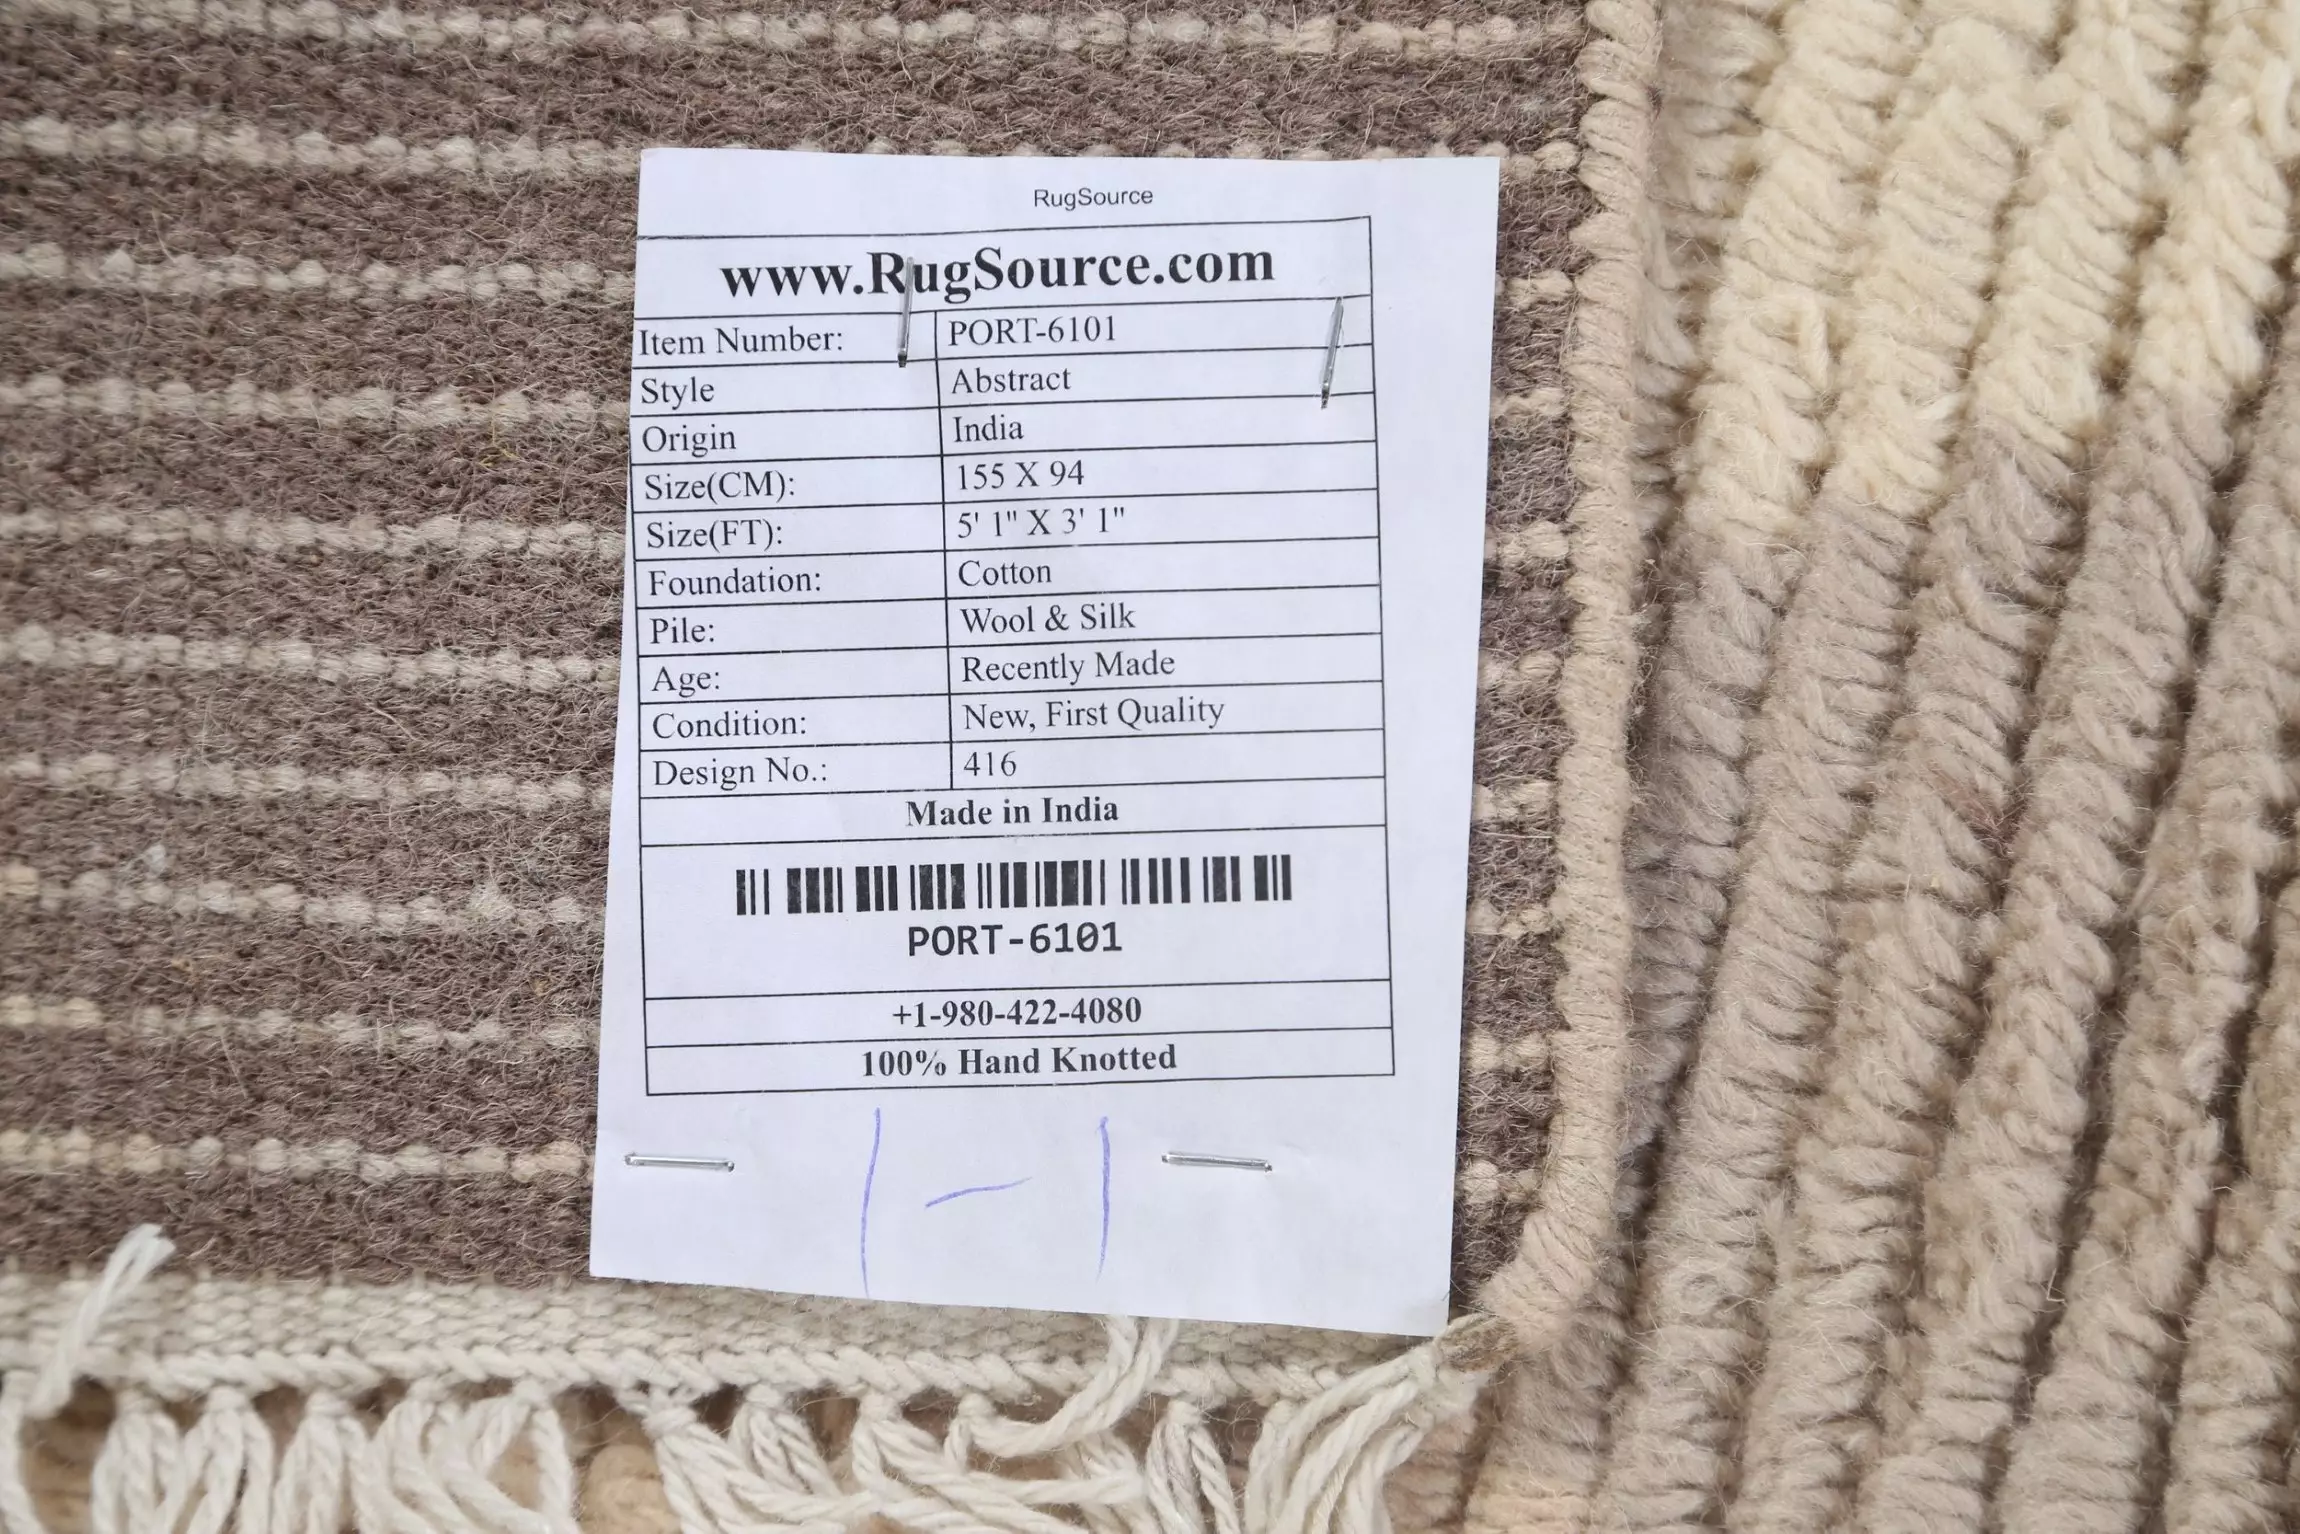 RugSource
www.RugSource.com
Item Number: PORT-6101
Style Abstract
Origin India
Size(CM): 155 X 94
Size(FT): 5' 1" X 3' 1"
Foundation: Cotton
Pile: Wool & Silk
Age: Recently Made
Condition: New, First Quality
Design No.: 416
Made in India
PORT-6101
+1-980-422-4080
100% Hand Knotted
1-1